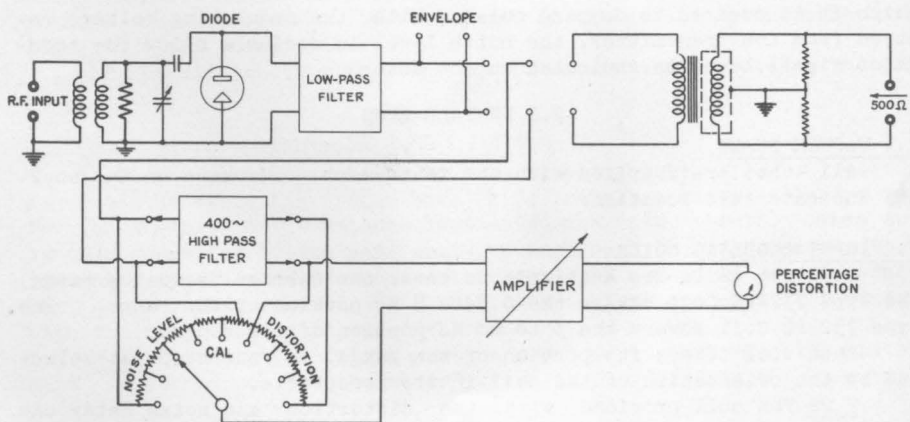 DIODE
ENVELOPE
R.F. INPUT
LOW-PASS
FILTER
500Ω
400~
HIGH PASS
FILTER
AMPLIFIER
PERCENTAGE
DISTORTION
NOISE LEVEL
CAL
DISTORTION